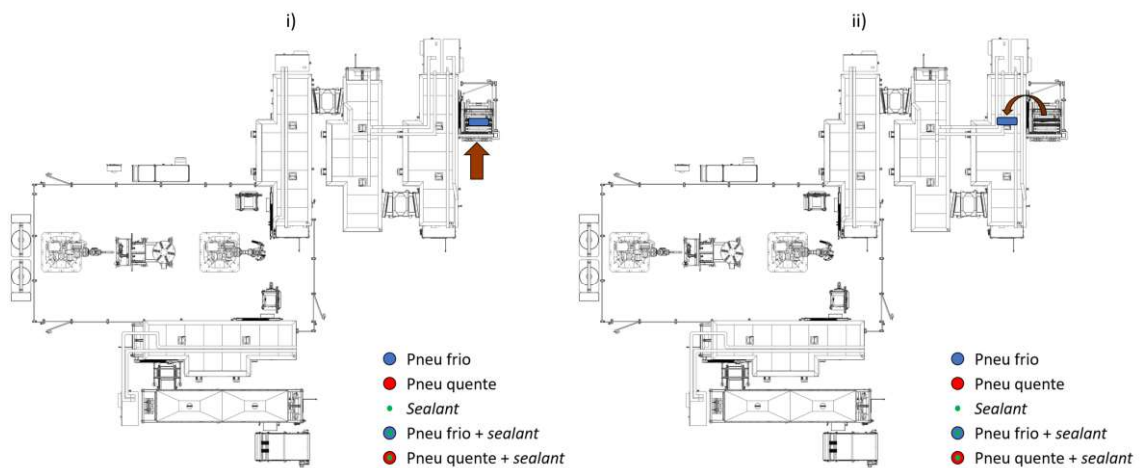 i)
ii)
Pneu frio
Pneu quente
Sealant
Pneu frio + sealant
Pneu quente + sealant
Pneu frio
Pneu quente
Sealant
Pneu frio + sealant
Pneu quente + sealant